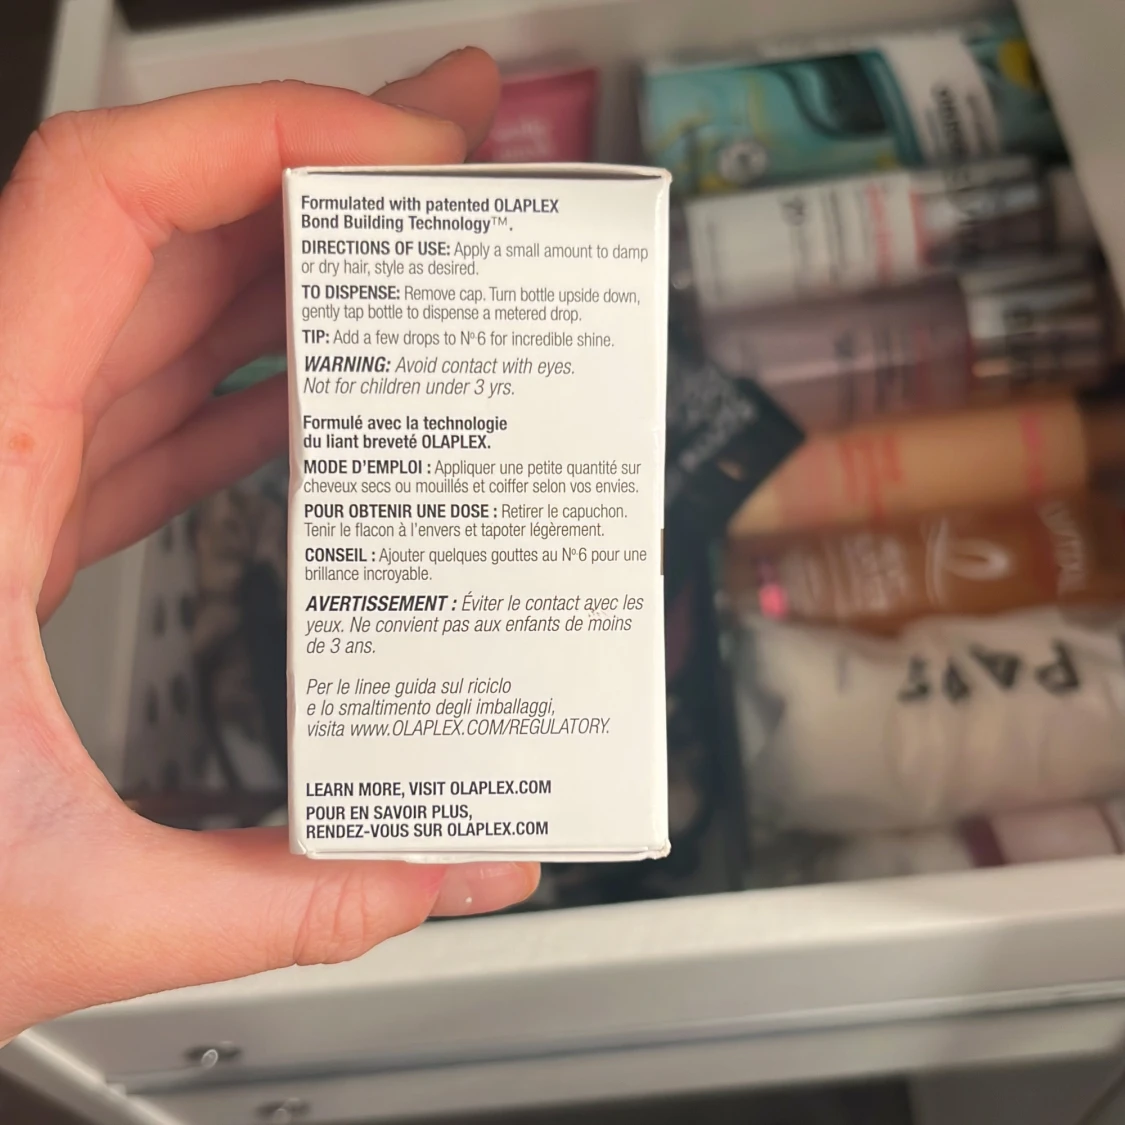 Formulated with patented OLAPLEX
Bond Building Technology™.
DIRECTIONS OF USE: Apply a small amount to damp
or dry hair, style as desired.
TO DISPENSE: Remove cap. Turn bottle upside down,
gently tap bottle to dispense a metered drop.
TIP: Add a few drops to Nº6 for incredible shine.
WARNING: Avoid contact with eyes.
Not for children under 3 yrs.
Formulé avec la technologie
du liant breveté OLAPLEX.
MODE D'EMPLOI : Appliquer une petite quantité sur
cheveux secs ou mouillés et coiffer selon vos envies.
POUR OBTENIR UNE DOSE : Retirer le capuchon.
Tenir le flacon à l'envers et tapoter légèrement.
CONSEIL : Ajouter quelques gouttes au Nº6 pour une
brillance incroyable.
AVERTISSEMENT : Éviter le contact avec les
yeux. Ne convient pas aux enfants de moins
de 3 ans.
Per le linee guida sul riciclo
e lo smaltimento degli imballaggi,
visita www.OLAPLEX.COM/REGULATORY.
LEARN MORE, VISIT OLAPLEX.COM
POUR EN SAVOIR PLUS,
RENDEZ-VOUS SUR OLAPLEX.COM